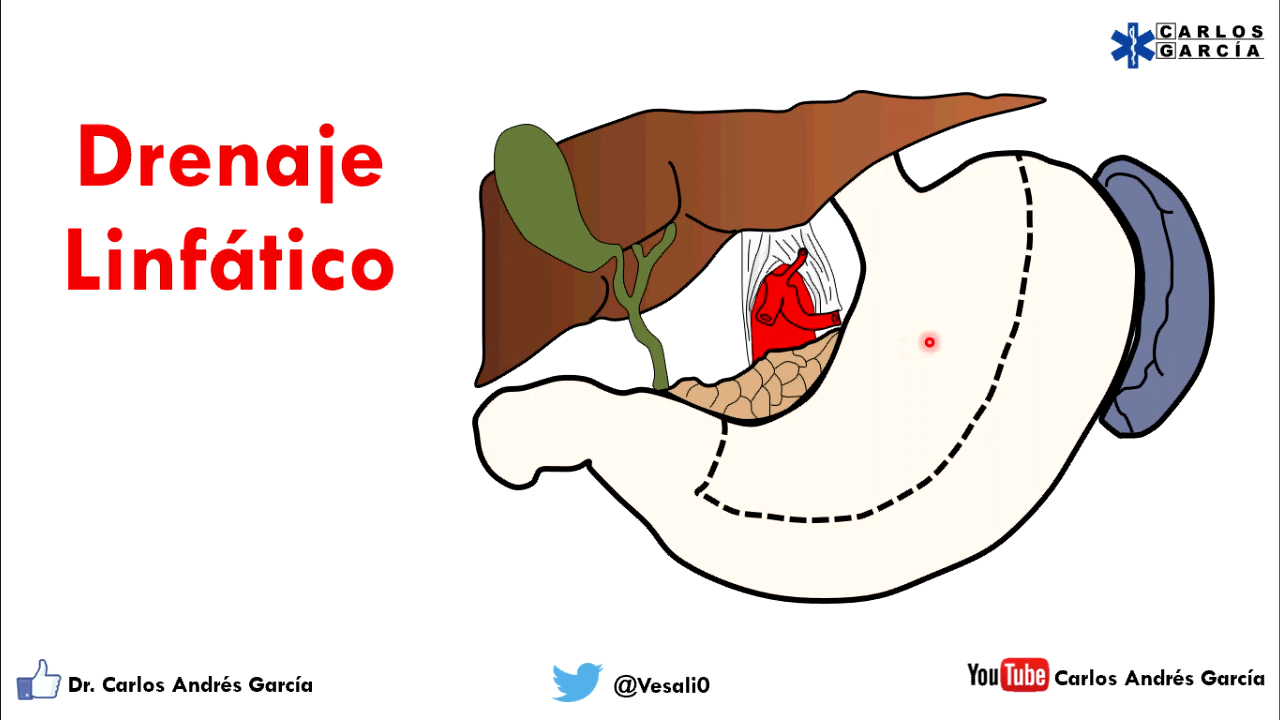 CARLOS
GARCÍA
Drenaje
Linfático
Dr. Carlos Andrés García
@Vesali0
YouTube Carlos Andrés García